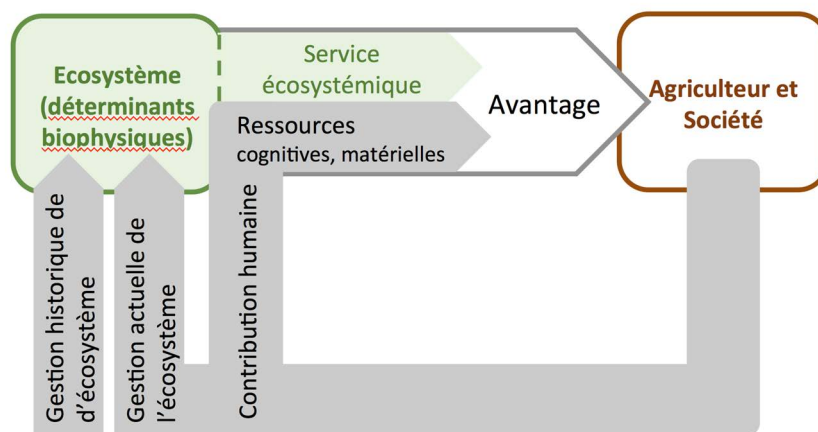 Ecosystème
(déterminants
biophysiques)
Service
écosystémique
Ressources
cognitives, matérielles
Avantage
Agriculteur et
Société
Gestion historique de
d'écosystème
Gestion actuelle de
l'écosystème
Contribution humaine